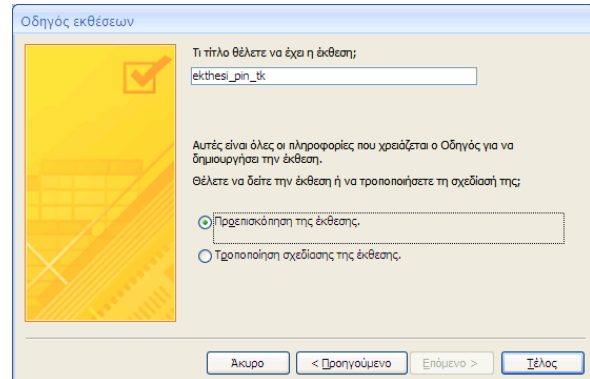 Οδηγός εκθέσεων
Τι τίτλο θέλετε να έχει η έκθεση;
ekthesi_pin_tk
Αυτές είναι όλες οι πληροφορίες που χρειάζεται ο Οδηγός για να
δημιουργήσει την έκθεση.
Θέλετε να δείτε την έκθεση ή να τροποποιήσετε τη σχεδίασή της;
Προεπισκόπηση της έκθεσης.
Τροποποίηση σχεδίασης της έκθεσης.
Άκυρο < Προηγούμενο Επόμενο > Τέλος